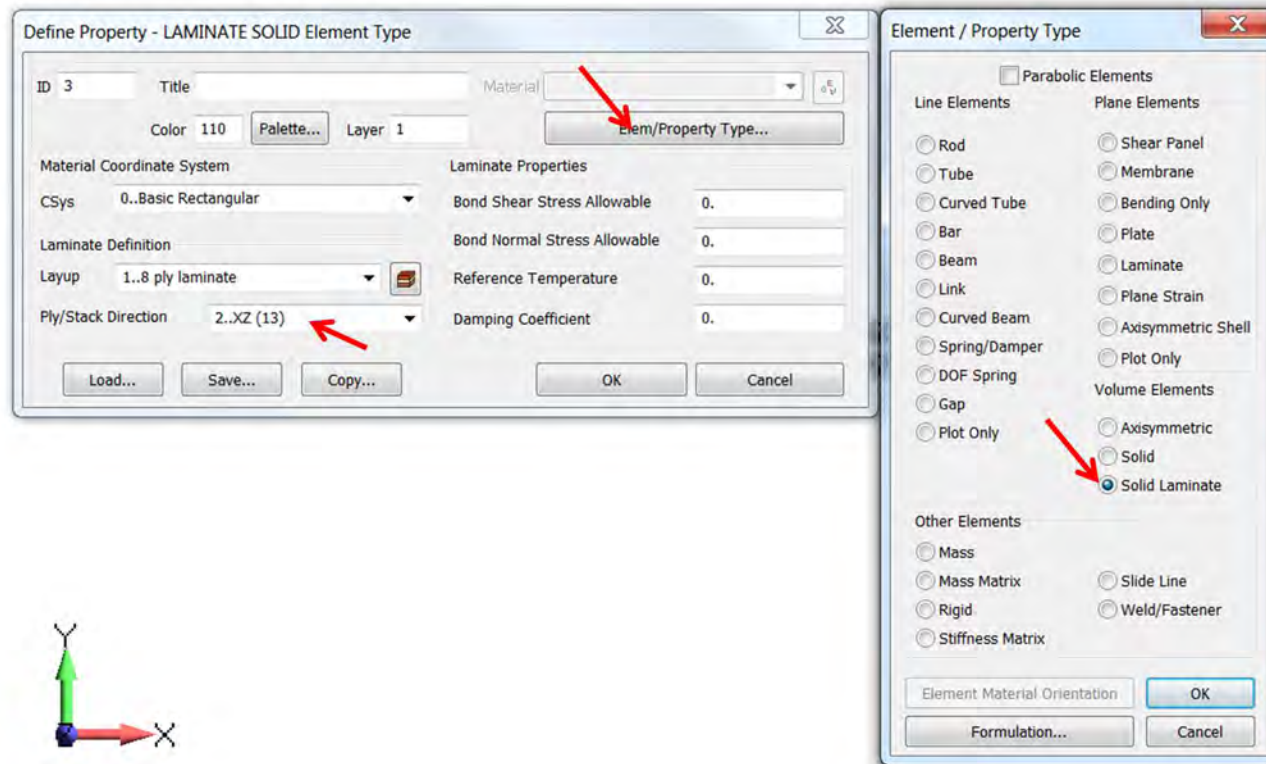 Define Property - LAMINATE SOLID Element Type
ID 3 Title Material
Color 110 Palette... Layer 1 Elem/Property Type...
Material Coordinate System
CSys 0..Basic Rectangular
Laminate Definition
Layup 1..8 ply laminate
Ply/Stack Direction 2..XZ (13)
Laminate Properties
Bond Shear Stress Allowable 0.
Bond Normal Stress Allowable 0.
Reference Temperature 0.
Damping Coefficient 0.
Load... Save... Copy... OK Cancel
Y
X
Element / Property Type
Parabolic Elements
Line Elements
Rod
Tube
Curved Tube
Bar
Beam
Link
Curved Beam
Spring/Damper
DOF Spring
Gap
Plot Only
Plane Elements
Shear Panel
Membrane
Bending Only
Plate
Laminate
Plane Strain
Axisymmetric Shell
Plot Only
Volume Elements
Axisymmetric
Solid
Solid Laminate
Other Elements
Mass
Mass Matrix
Rigid
Stiffness Matrix
Slide Line
Weld/Fastener
Element Material Orientation OK
Formulation... Cancel